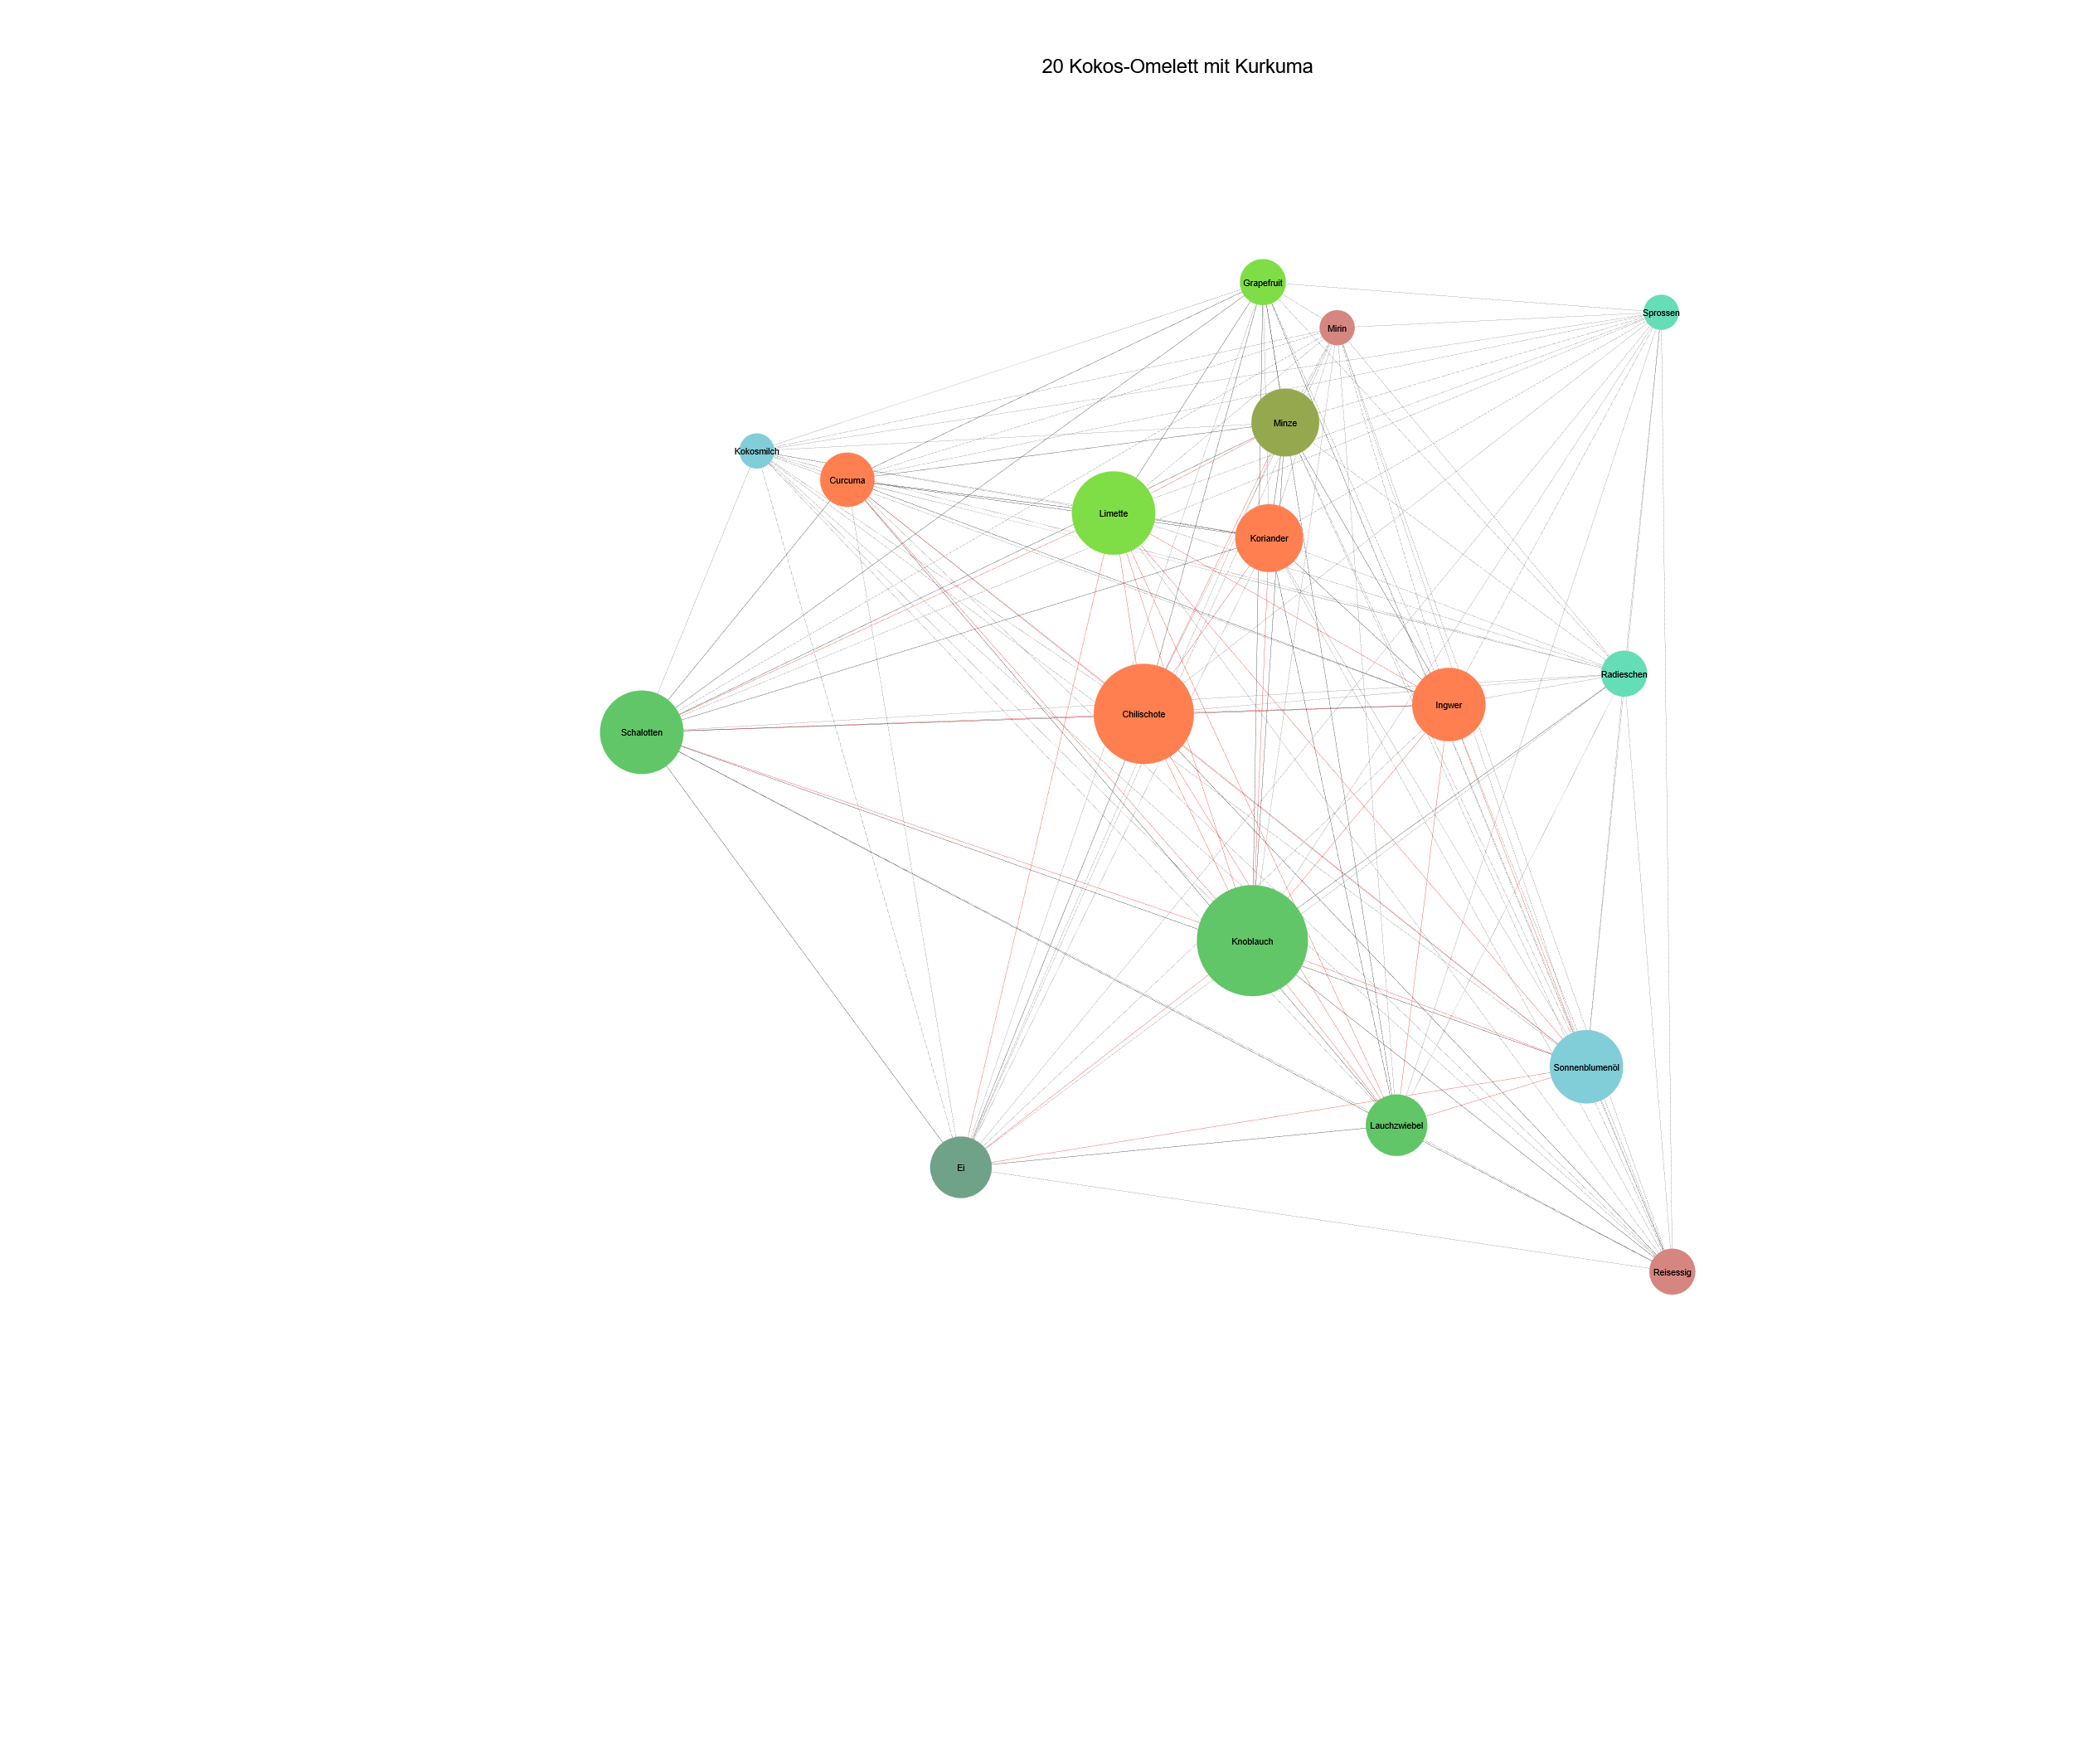 20 Kokos-Omelett mit Kurkuma
Grapefruit
Sprossen
Mirin
Minze
Kokosmilch
Curcuma
Limette
Koriander
Radieschen
Ingwer
Chilischote
Schalotten
Knoblauch
Sonnenblumenöl
Lauchzwiebel
Ei
Reisessig